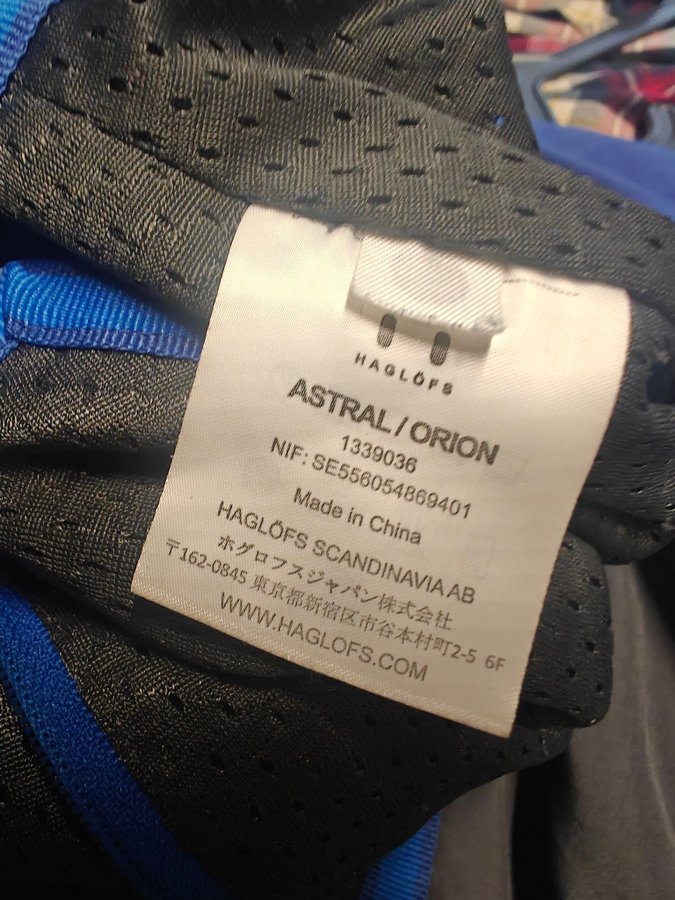 HAGLÖFS
ASTRAL / ORION
1339036
NIF: SE556054869401
Made in China
HAGLÖFS SCANDINAVIA AB
ホグロフスジャパン株式会社
〒162-0845 東京都新宿区市谷本村町2-5 6F
WWW.HAGLOFS.COM